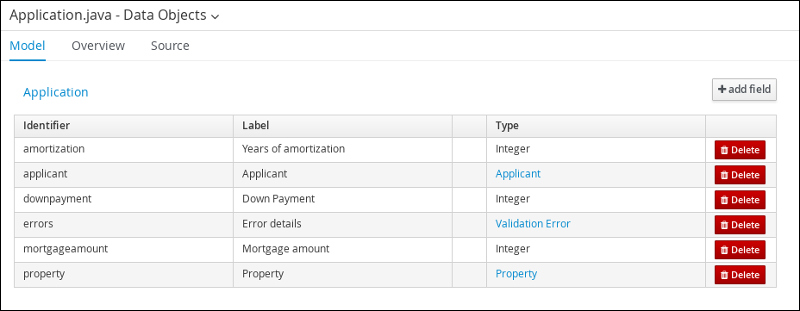 Application.java - Data Objects
Model Overview Source
Application
add field
Identifier Label Type
amortization Years of amortization Integer Delete
applicant Applicant Applicant Delete
downpayment Down Payment Integer Delete
errors Error details Validation Error Delete
mortgageamount Mortgage amount Integer Delete
property Property Property Delete